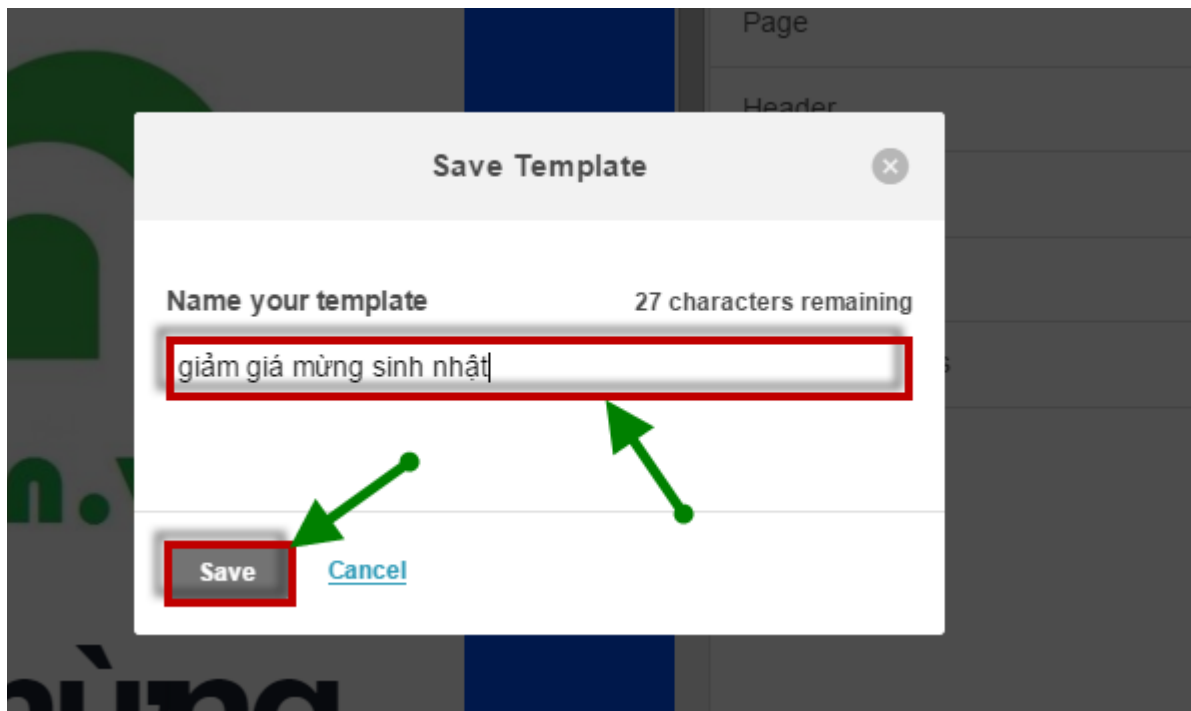 Page
Header
Save Template
Name your template
27 characters remaining
giảm giá mừng sinh nhật
Save
Cancel